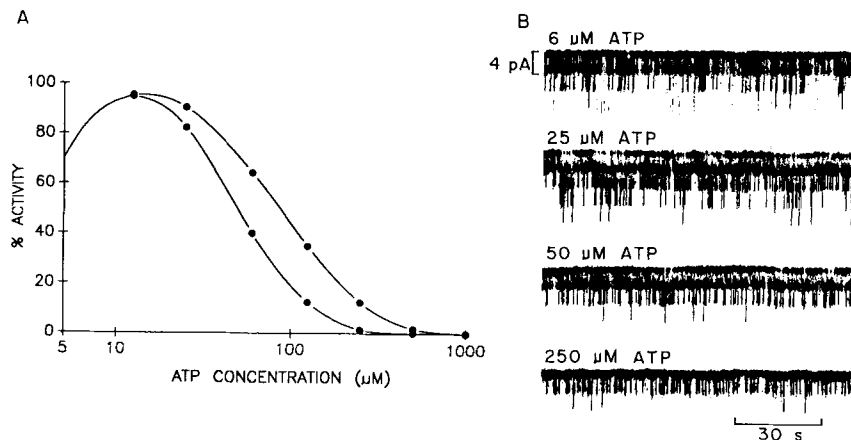 A
100
80
60
40
20
0
% ACTIVITY
5
10
100
1000
ATP CONCENTRATION (µM)
B
6 µM ATP
4 pA
25 µM ATP
50 µM ATP
250 µM ATP
30 s